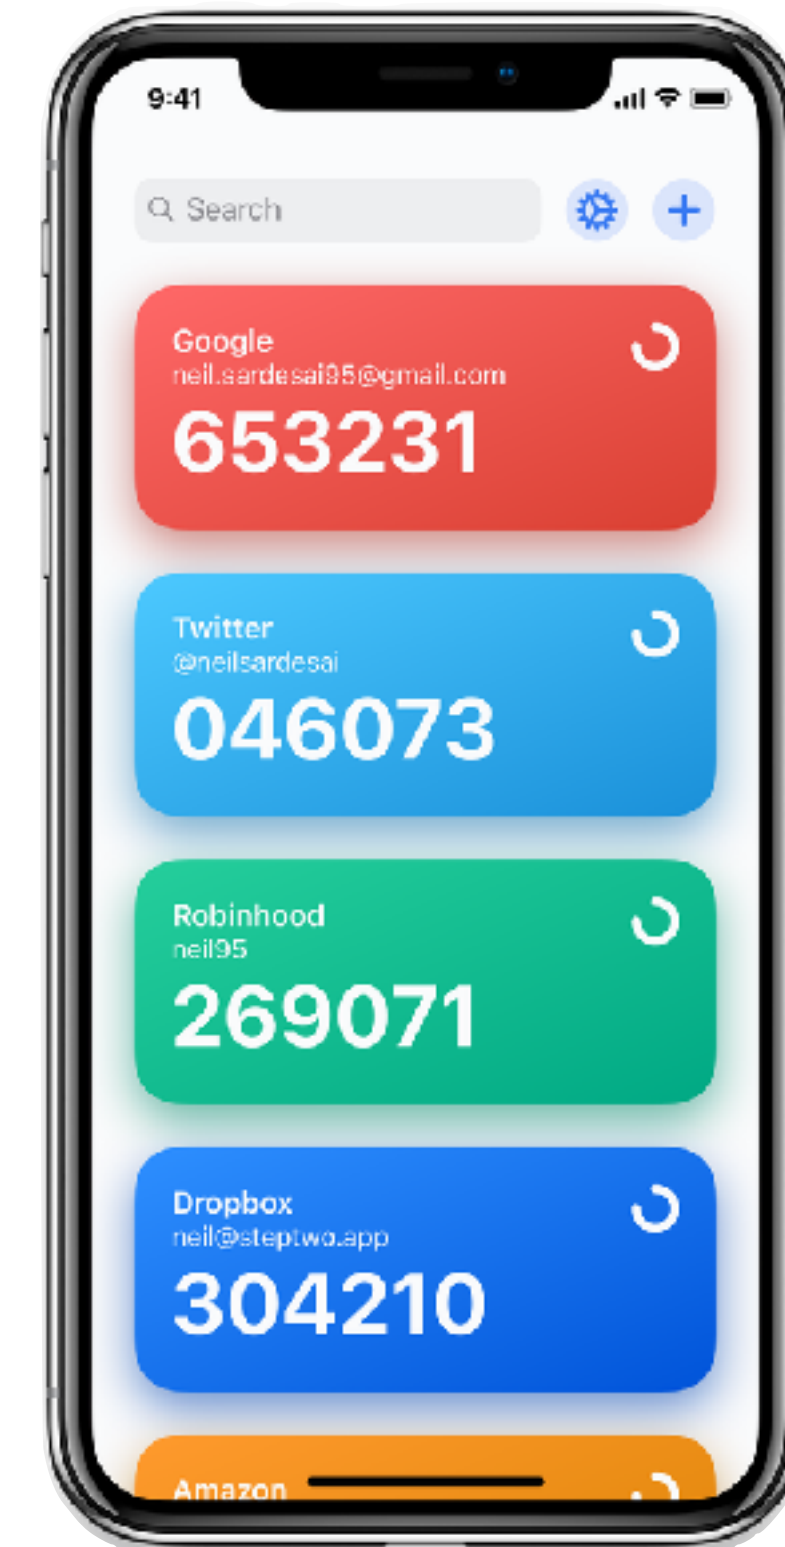 9:41
Search
Google
neil.sardesai95@gmail.com
653231
Twitter
@neilsardesai
046073
Robinhood
neil95
269071
Dropbox
neil@steptwo.app
304210
Amazon